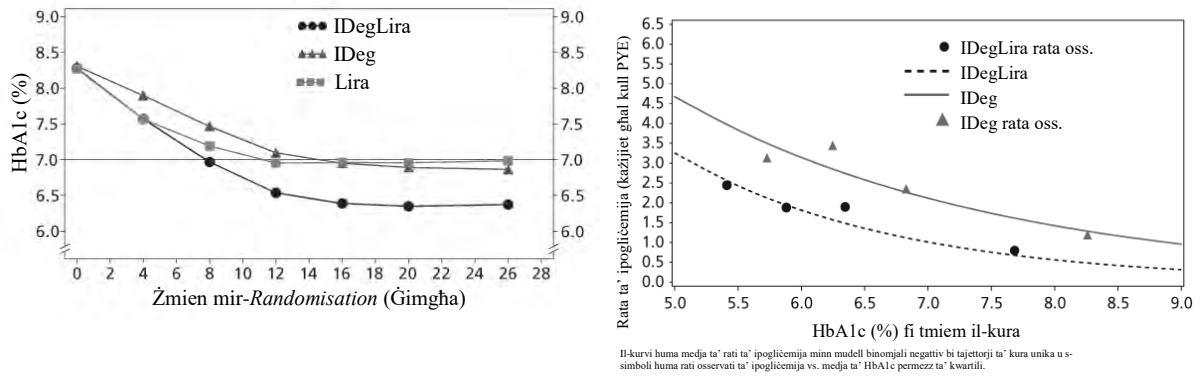 9.0
8.5
8.0
7.5
7.0
6.5
6.0
0.0
HbA1c (%)
IDegLira
IDeg
Lira
9.0
8.5
8.0
7.5
7.0
6.5
6.0
0.0
0 2 4 6 8 10 12 14 16 18 20 22 24 26 28
Żmien mir-Randomisation (Ġimgħa)
Rata ta’ ipogliċemija (każijiet għal kull PYE)
6.5
6.0
5.5
5.0
4.5
4.0
3.5
3.0
2.5
2.0
1.5
1.0
0.5
0.0
IDegLira rata oss.
IDegLira
IDeg
IDeg rata oss.
5.0 5.5 6.0 6.5 7.0 7.5 8.0 8.5 9.0
HbA1c (%) fi tmiem il-kura
Il-kurvi huma medja ta’ rati ta’ ipogliċemija minn mudell binomjali negattiv bi tajettorji ta’ kura unika u s-
simboli huma rati osservati ta’ ipogliċemija vs. medja ta’ HbA1c permezz ta’ kwartili.